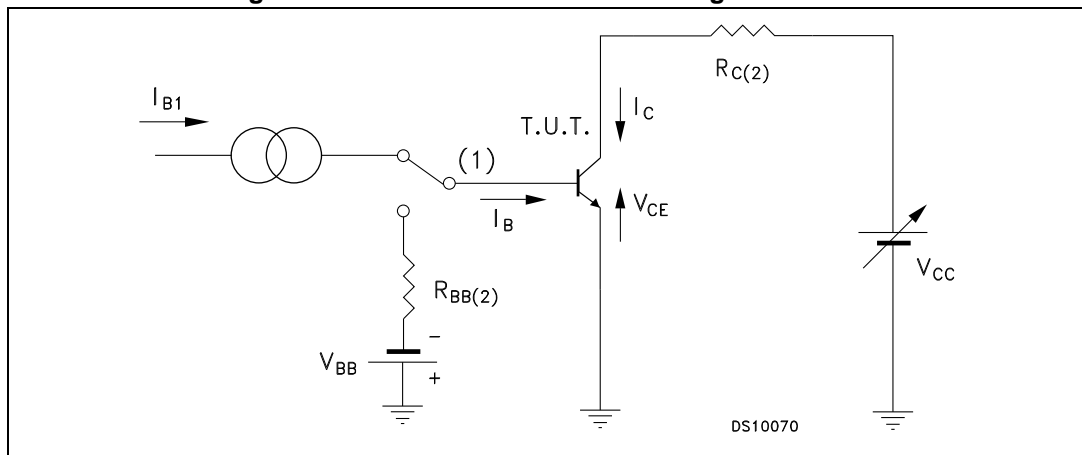 I_B1
(1)
I_B
T.U.T.
I_C
V_CE
R_C(2)
V_CC
R_BB(2)
V_BB
-
+
DS10070